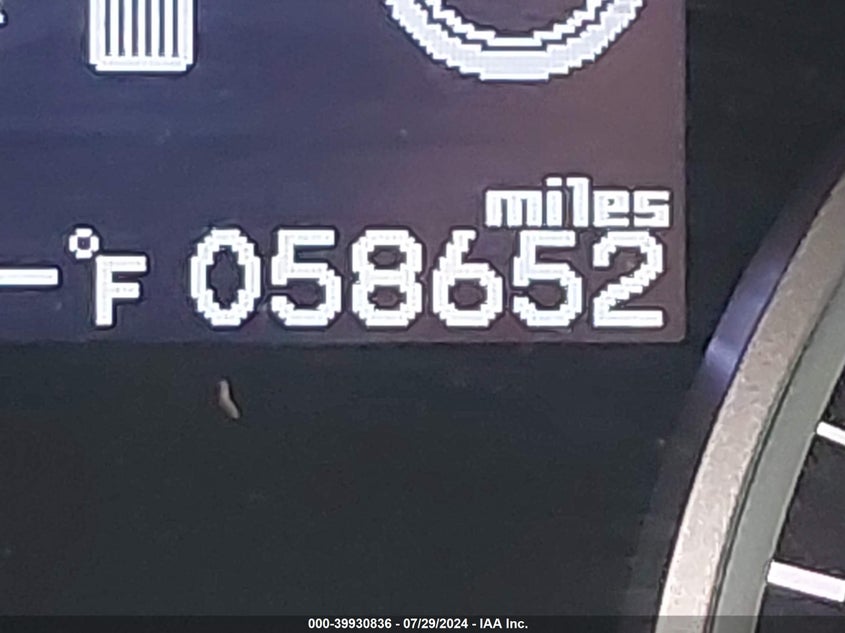 miles
–°F 058652
000-39930836 - 07/29/2024 - IAA Inc.